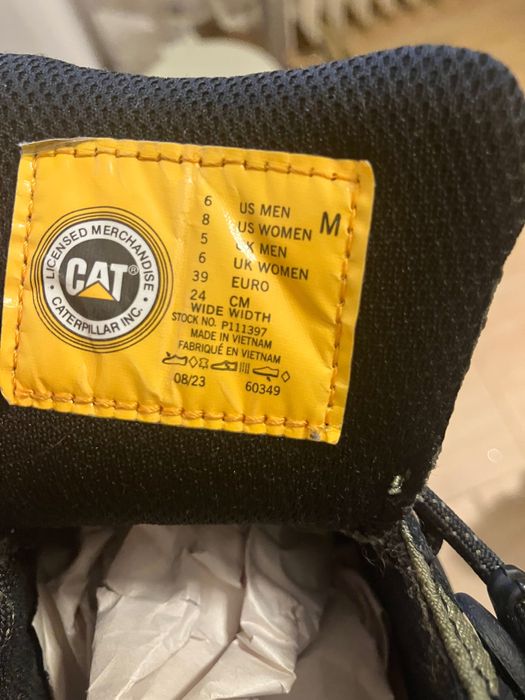 LICENSED MERCHANDISE
CAT®
CATERPILLAR INC.
6 US MEN M
8 US WOMEN
5 UK MEN
6 UK WOMEN
39 EURO
24 CM
WIDE WIDTH
STOCK NO. P111397
MADE IN VIETNAM
FABRIQUÉ EN VIETNAM
08/23 60349